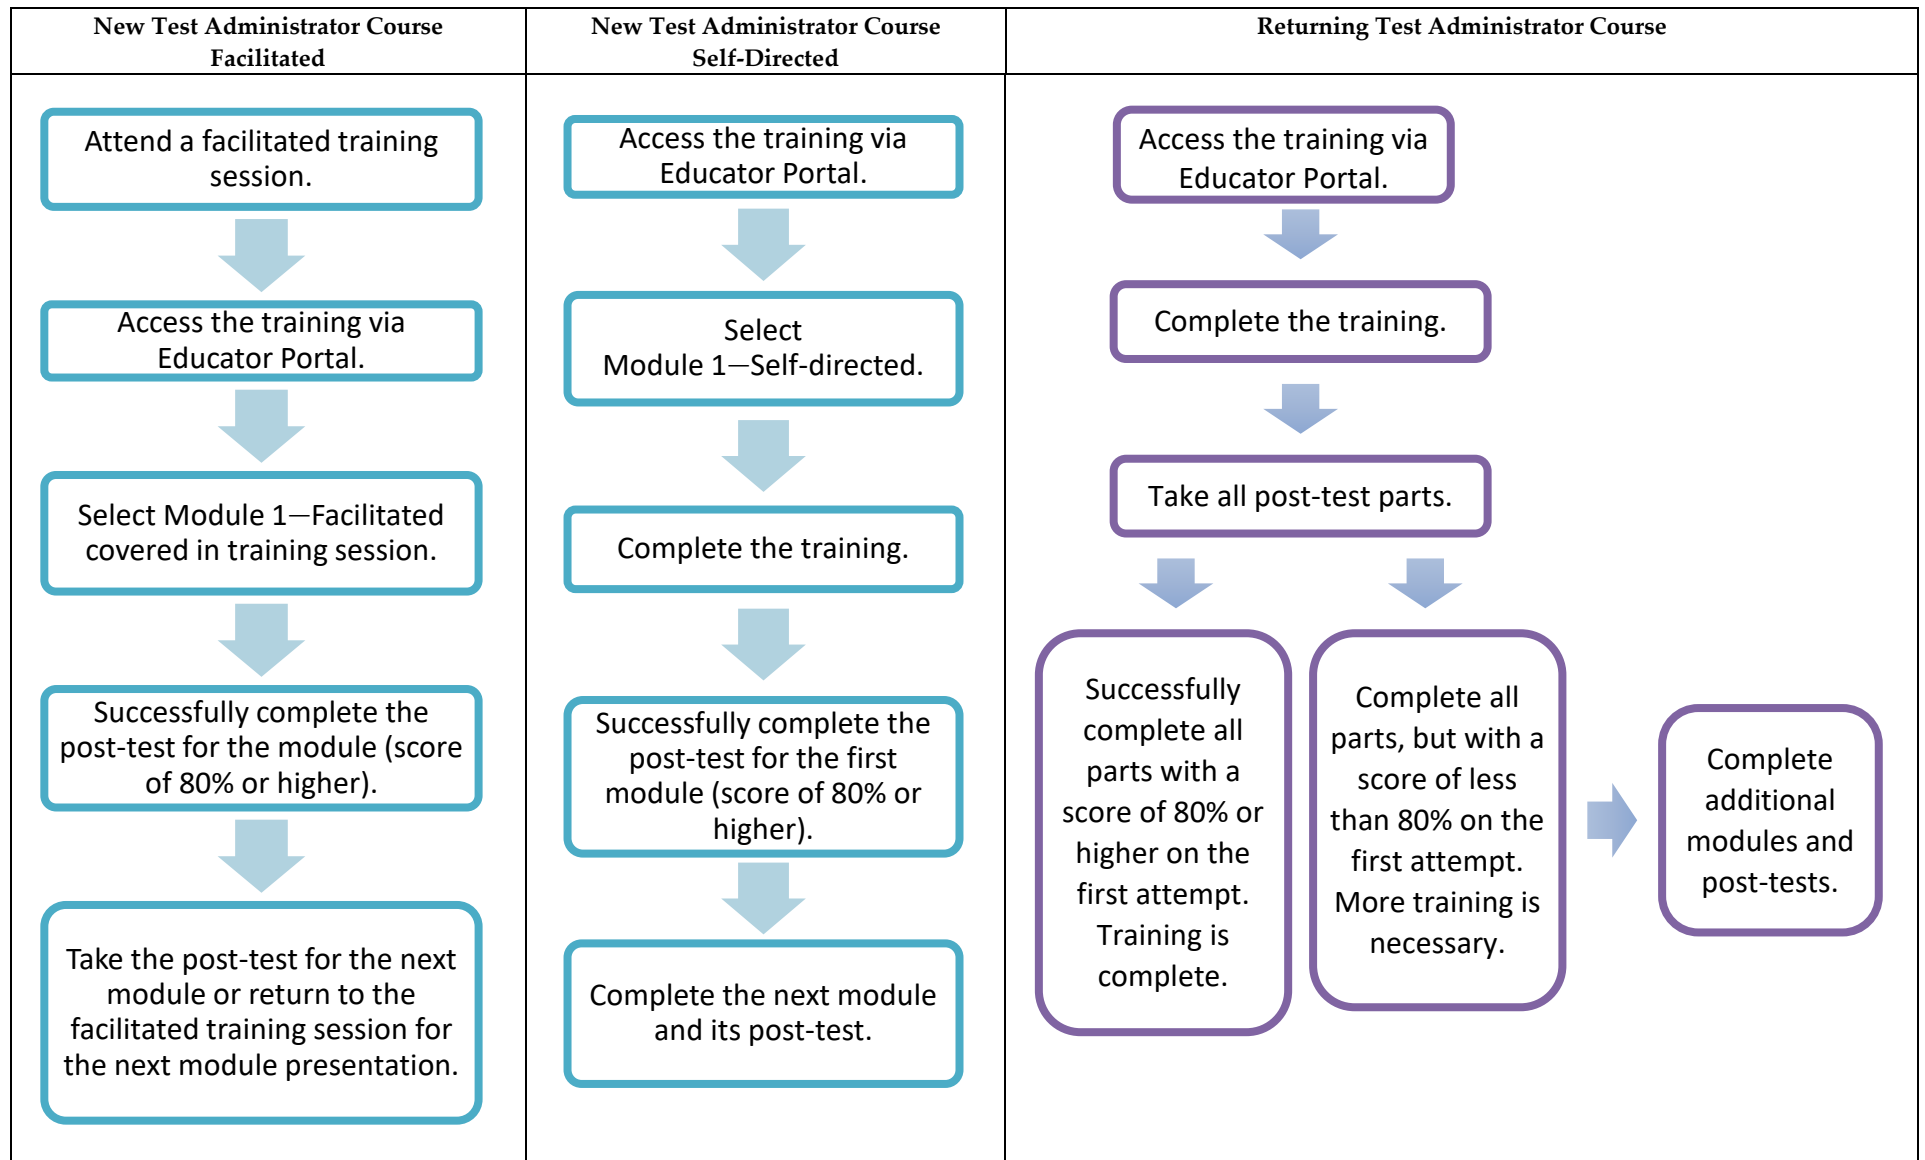 New Test Administrator Course
Facilitated
New Test Administrator Course
Self-Directed
Returning Test Administrator Course
Attend a facilitated training
session.
Access the training via
Educator Portal.
Select Module 1—Facilitated
covered in training session.
Successfully complete the
post-test for the module (score
of 80% or higher).
Take the post-test for the next
module or return to the
facilitated training session for
the next module presentation.
Access the training via
Educator Portal.
Select
Module 1—Self-directed.
Complete the training.
Successfully complete the
post-test for the first
module (score of 80% or
higher).
Complete the next module
and its post-test.
Access the training via
Educator Portal.
Complete the training.
Take all post-test parts.
Successfully
complete all
parts with a
score of 80% or
higher on the
first attempt.
Training is
complete.
Complete all
parts, but with a
score of less
than 80% on the
first attempt.
More training is
necessary.
Complete
additional
modules and
post-tests.